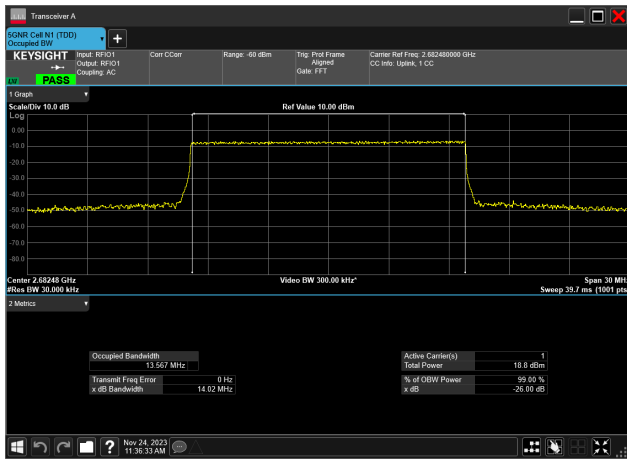 Transceiver A
5GNR Cell N1 (TDD)
Occupied BW
KEYSIGHT
LXI
PASS
Input: RFIO1
Output: RFIO1
Coupling: AC
Corr CCorr
Range: -60 dBm
Trig: Prot Frame
Aligned
Gate: FFT
Carrier Ref Freq: 2.682480000 GHz
CC Info: Uplink, 1 CC
1 Graph
Scale/Div 10.0 dB
Ref Value 10.00 dBm
Log
0.00
-10.0
-20.0
-30.0
-40.0
-50.0
-60.0
-70.0
-80.0
Center 2.68248 GHz
Video BW 300.00 kHz*
Span 30 MHz
#Res BW 30.000 kHz
Sweep 39.7 ms (1001 pts
2 Metrics
Occupied Bandwidth
13.567 MHz
Transmit Freq Error 0 Hz
x dB Bandwidth 14.02 MHz
Active Carrier(s) 1
Total Power 18.8 dBm
% of OBW Power 99.00 %
x dB -26.00 dB
Nov 24, 2023
11:36:33 AM